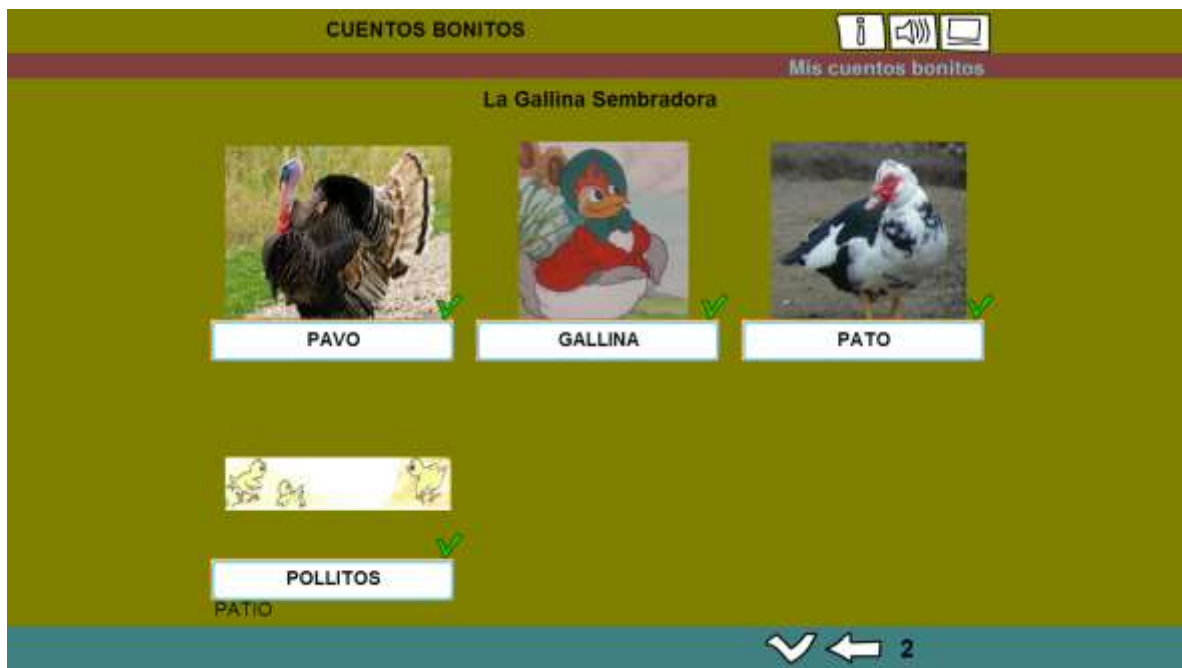 CUENTOS BONITOS
Mis cuentos bonitos
La Gallina Sembradora
PAVO
GALLINA
PATO
POLLITOS
PATIO
2